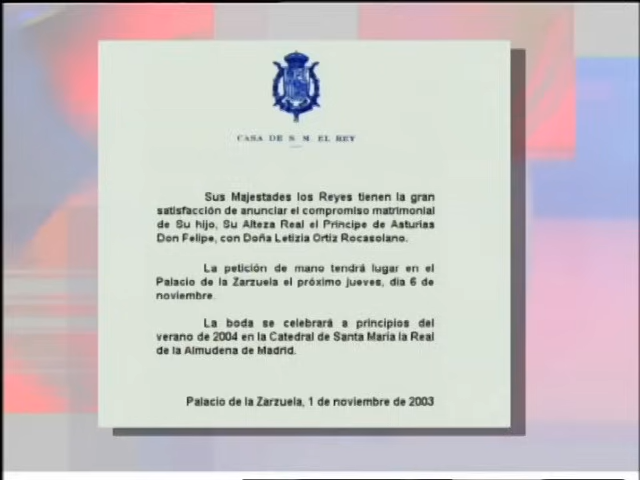 CASA DE S. M. EL REY
Sus Majestades los Reyes tienen la gran
satisfacción de anunciar el compromiso matrimonial
de Su hijo, Su Alteza Real el Príncipe de Asturias
Don Felipe, con Doña Letizia Ortiz Rocasolano.
La petición de mano tendrá lugar en el
Palacio de la Zarzuela el próximo jueves, día 6 de
noviembre.
La boda se celebrará a principios del
verano de 2004 en la Catedral de Santa María la Real
de la Almudena de Madrid.
Palacio de la Zarzuela, 1 de noviembre de 2003